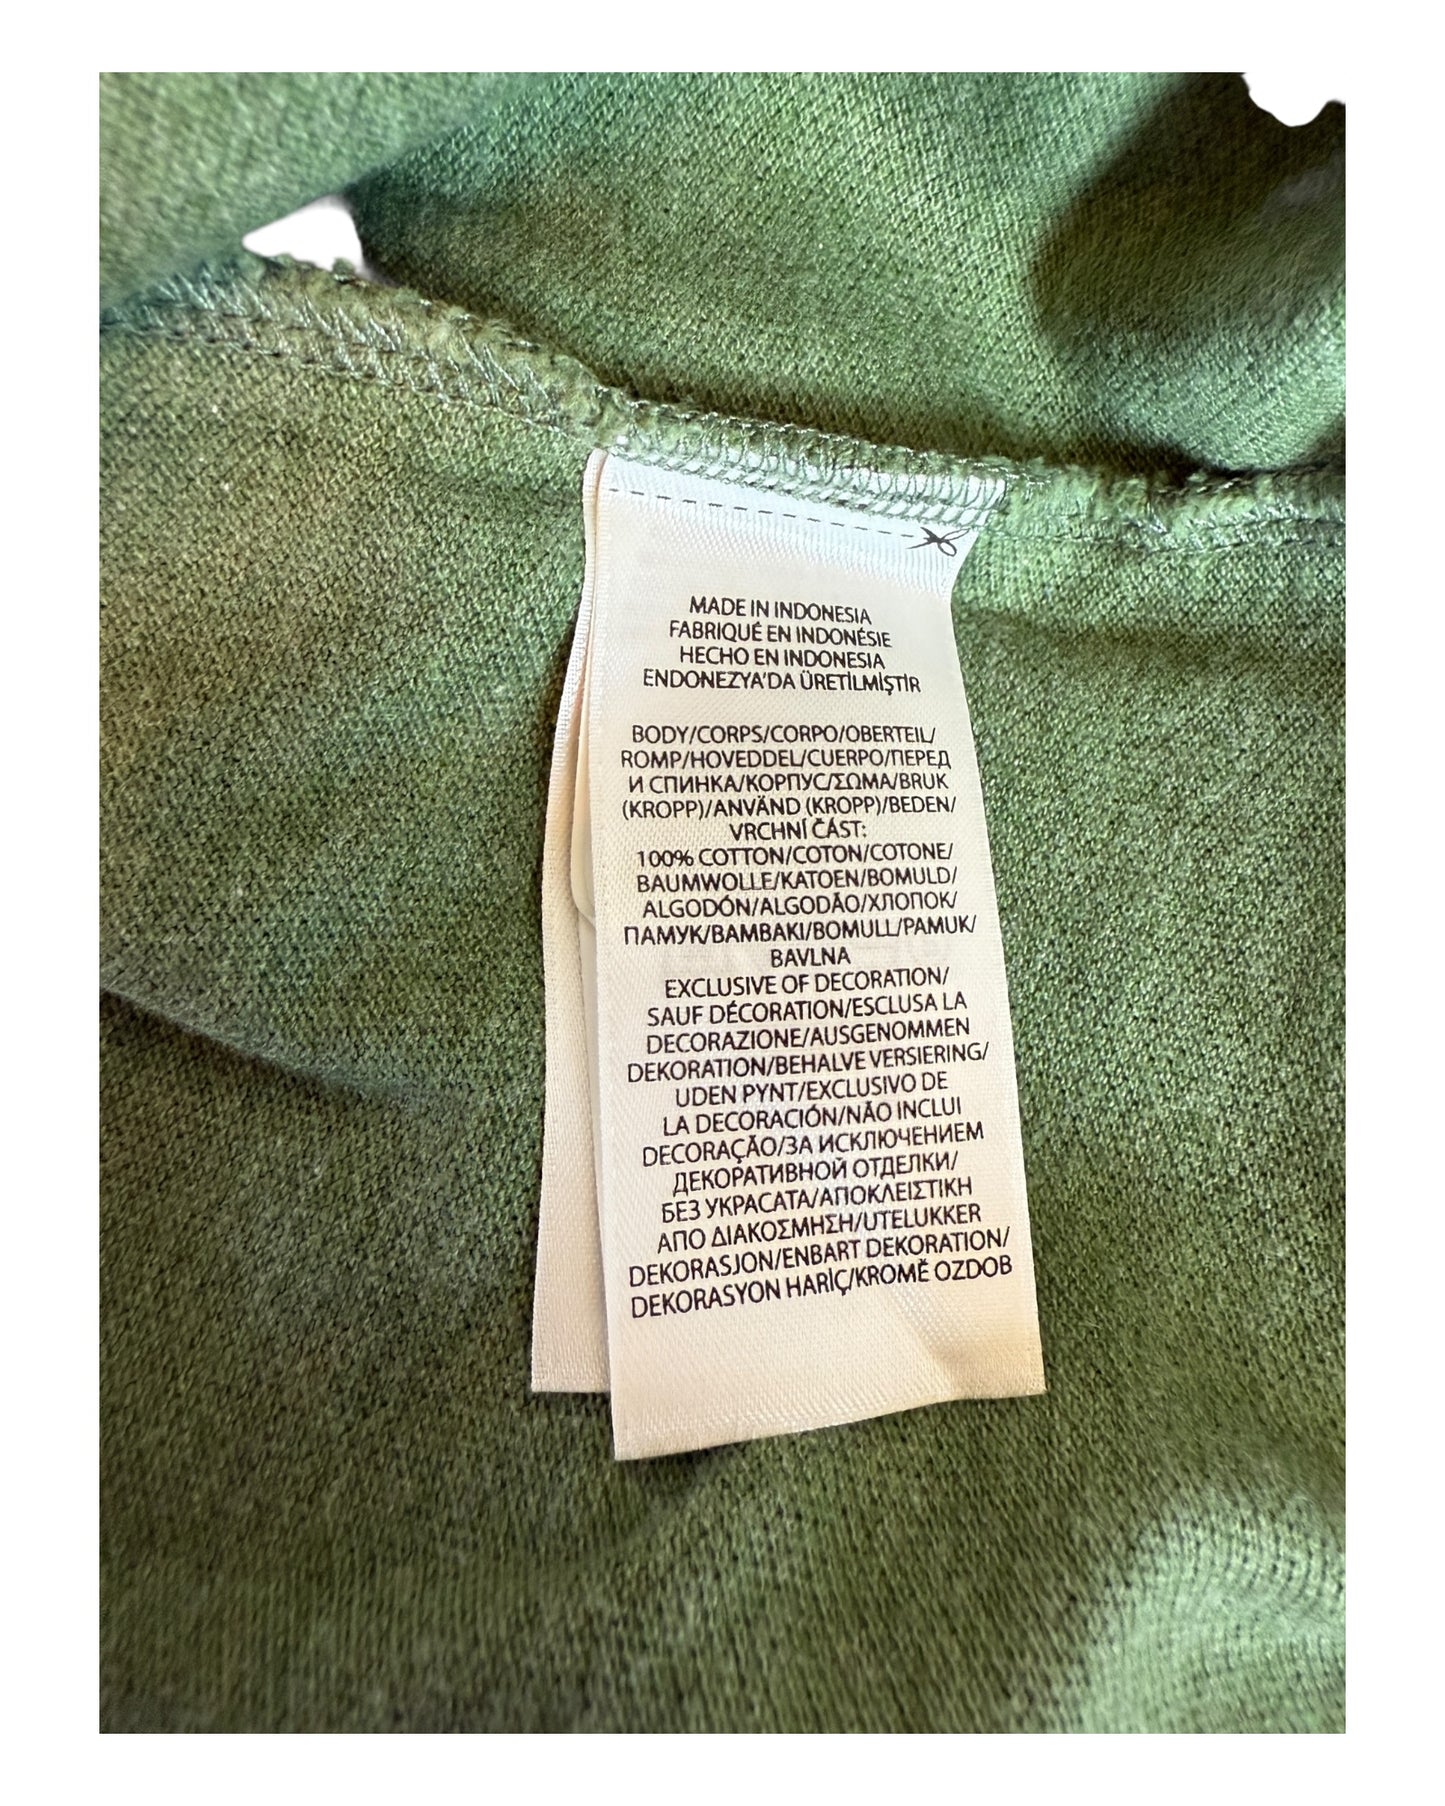 MADE IN INDONESIA
FABRIQUÉ EN INDONÉSIE
HECHO EN INDONESIA
ENDONEZYA'DA ÜRETİLMİŞTİR
BODY/CORPS/CORPO/OBERTEIL/
ROMP/HOVEDDEL/CUERPO/ПЕРЕД
И СПИНКА/КОРПУС/ΣΩΜΑ/BRUK
(KROPP)/ANVÄND (KROPP)/BEDEN/
VRCHNÍ ČÁST:
100% COTTON/COTON/COTONE/
BAUMWOLLE/KATOEN/BOMULD/
ALGODÓN/ALGODÃO/ХЛОПОК/
ПАМУК/ΒΑΜΒΑΚΙ/BOMULL/PAMUK/
BAVLNA
EXCLUSIVE OF DECORATION/
SAUF DÉCORATION/ESCLUSA LA
DECORAZIONE/AUSGENOMMEN
DEKORATION/BEHALVE VERSIERING/
UDEN PYNT/EXCLUSIVO DE
LA DECORACIÓN/NÃO INCLUI
DECORAÇÃO/ЗА ИСКЛЮЧЕНИЕМ
ДЕКОРАТИВНОЙ ОТДЕЛКИ/
БЕЗ УКРАСАТА/ΑΠΟΚΛΕΙΣΤΙΚΗ
ΑΠΟ ΔΙΑΚΟΣΜΗΣΗ/UTELUKKER
DEKORASJON/ENBART DEKORATION/
DEKORASYON HARİÇ/KROMĚ OZDOB